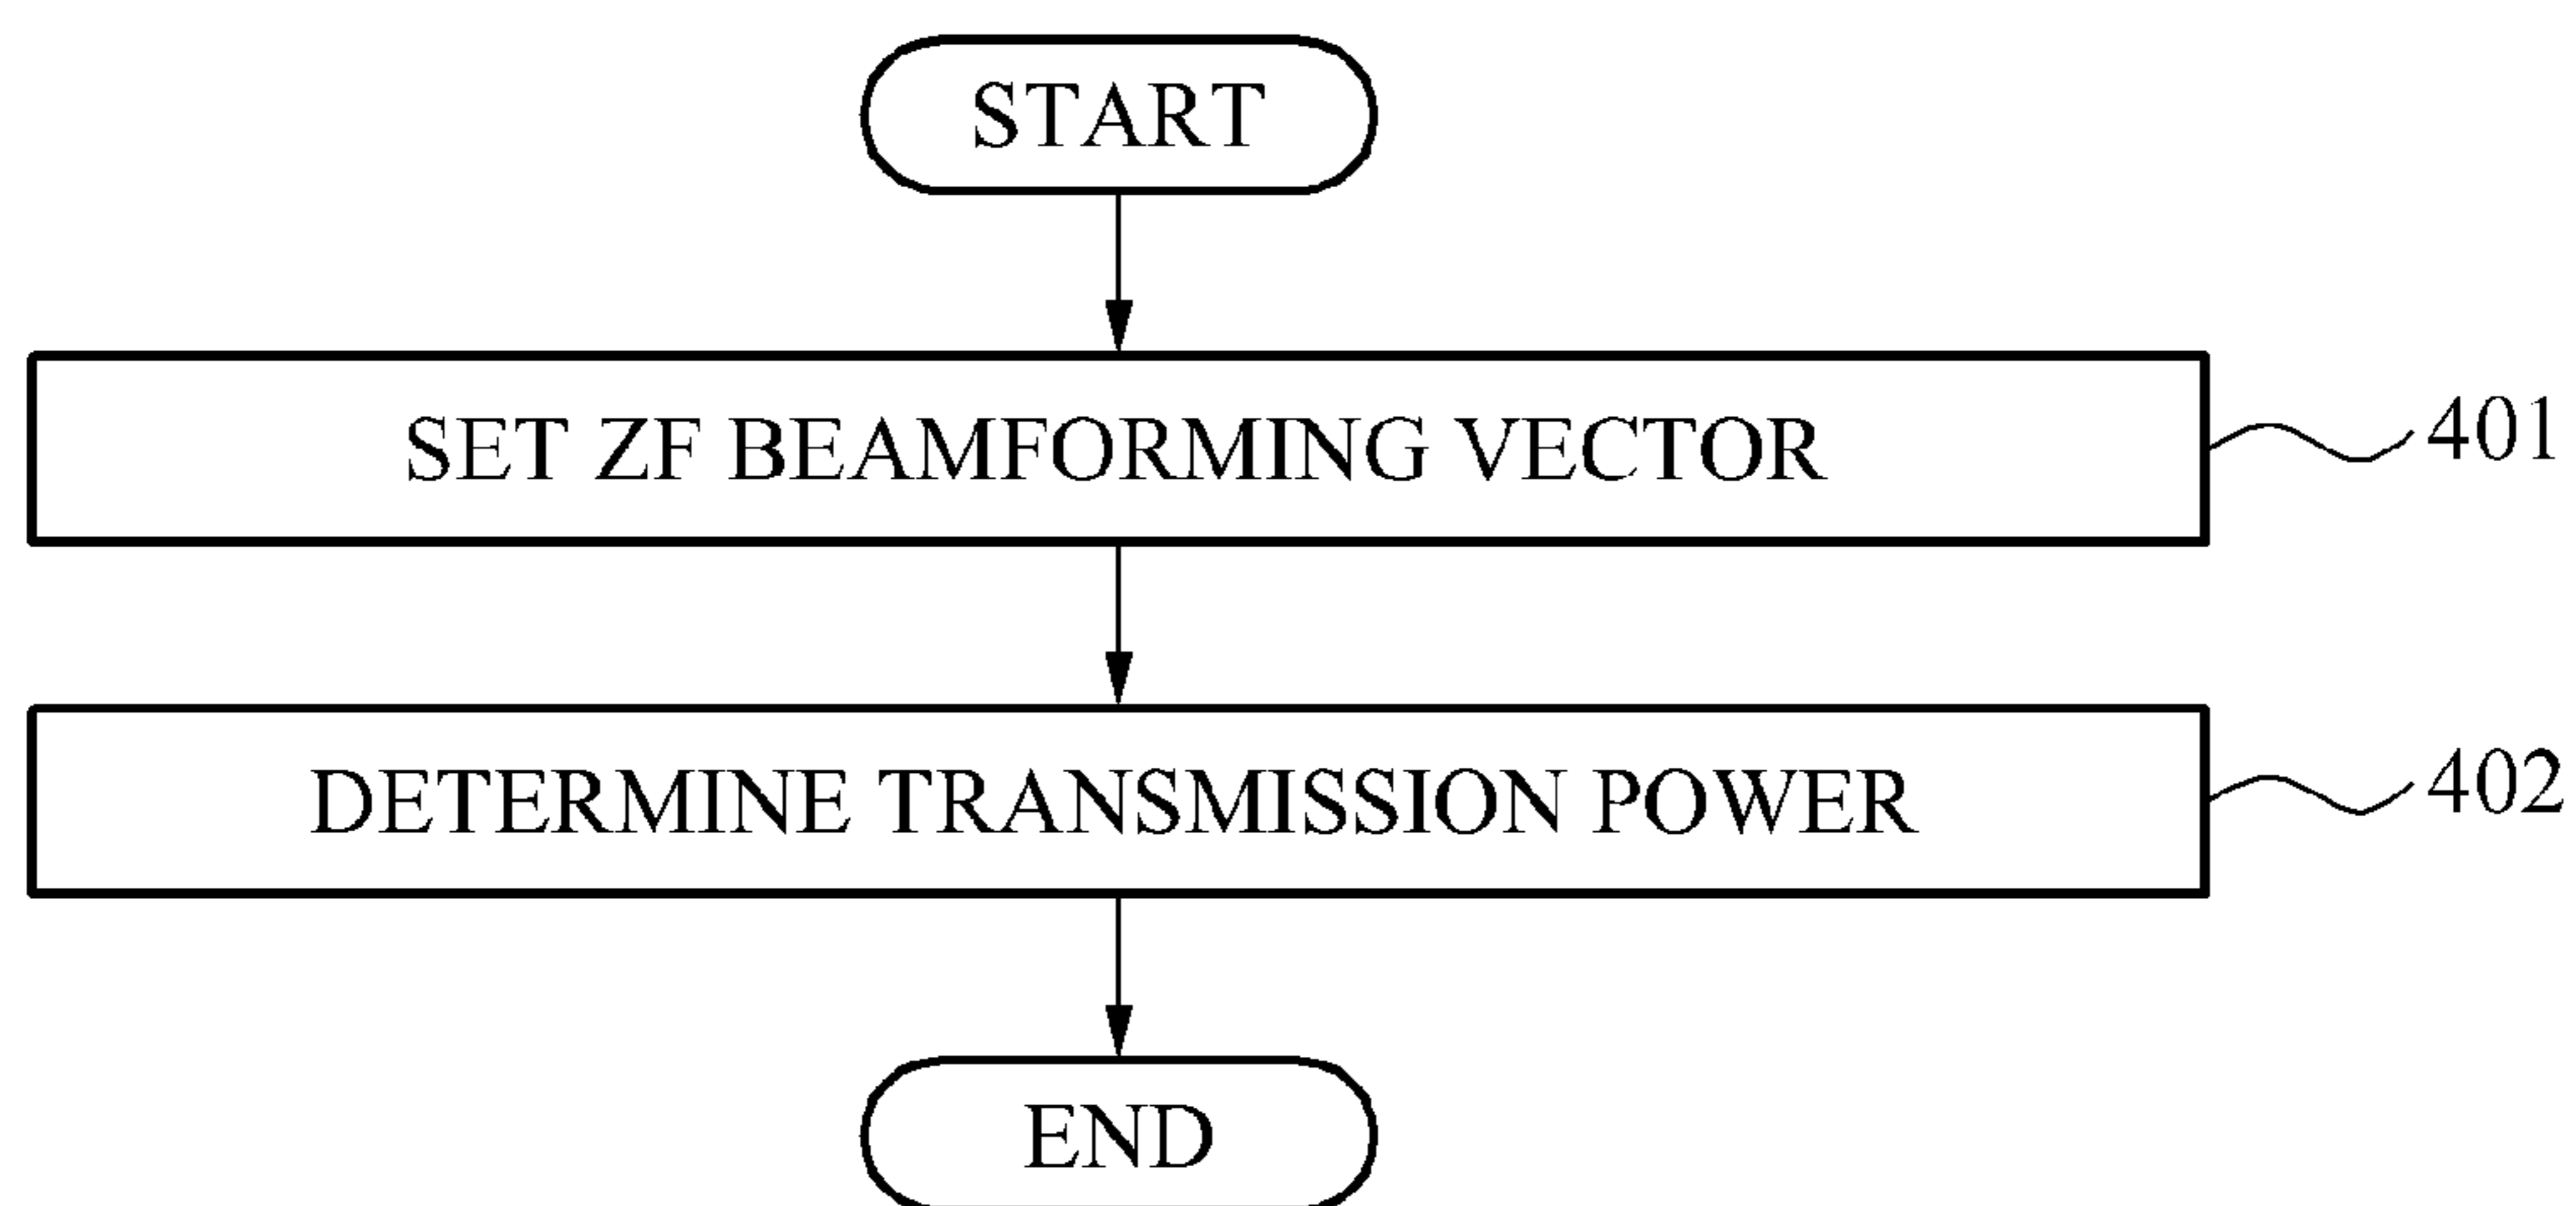 START
SET ZF BEAMFORMING VECTOR
401
DETERMINE TRANSMISSION POWER
402
END